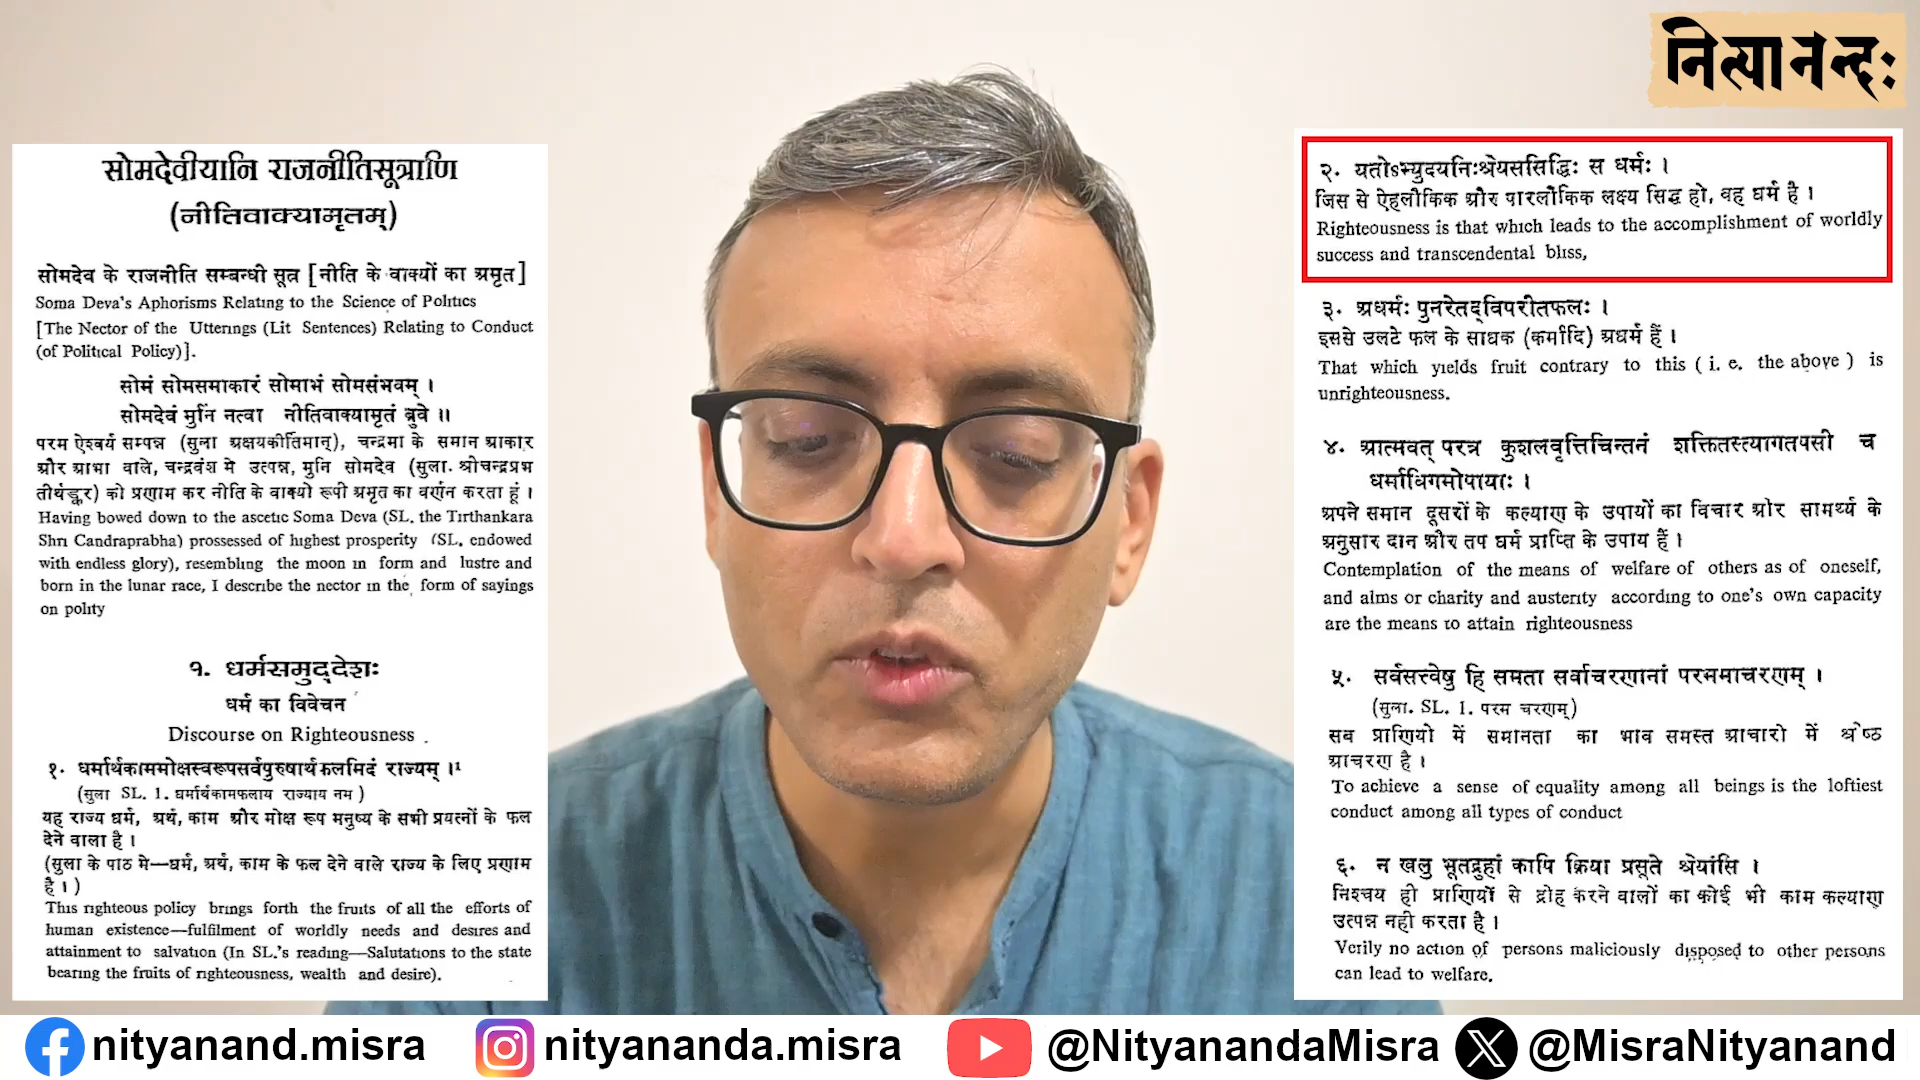 नित्यानन्दः
सोमदेवीयानि राजनीतिसूत्राणि
(नीतिवाक्यामृतम्)
सोमदेव के राजनीति सम्बन्धी सूत्र [नीति के वाक्यों का अमृत]
Soma Deva's Aphorisms Relating to the Science of Politics
[The Nector of the Utterings (Lit Sentences) Relating to Conduct
(of Political Policy)].
सोमं सोमसमाकारं सोमाभं सोमसंभवम् ।
सोमदेवं मुनिं नत्वा नीतिवाक्यामृतं ब्रुवे ॥
परम ऐश्वर्य सम्पन्न (सुला अक्षयकीर्तिमान्), चन्द्रमा के समान आकार
और आभा वाले, चन्द्रवंश मे उत्पन्न, मुनि सोमदेव (सुला. श्रीचन्द्रप्रभ
तीर्थङ्कर) को प्रणाम कर नीति के वाक्यो रूपी अमृत का वर्णन करता हूं ।
Having bowed down to the ascetic Soma Deva (SL. the Tirthankara
Shri Candraprabha) prossessed of highest prosperity (SL. endowed
with endless glory), resembling the moon in form and lustre and
born in the lunar race, I describe the nector in the form of sayings
on polity
१. धर्मसमुद्देशः
धर्म का विवेचन
Discourse on Righteousness .
१. धर्मार्थकाममोक्षस्वरूपसर्वपुरुषार्थफलमिदं राज्यम् ।¹
(सुला SL. 1. धर्मार्थकामफलाय राज्याय नम )
यह राज्य धर्म, अर्थ, काम और मोक्ष रूप मनुष्य के सभी प्रयत्नों के फल
देने वाला है ।
(सुला के पाठ मे—धर्म, अर्थ, काम के फल देने वाले राज्य के लिए प्रणाम
है । )
This righteous policy brings forth the fruits of all the efforts of
human existence—fulfilment of worldly needs and desires and
attainment to salvation (In SL.'s reading—Salutations to the state
bearing the fruits of righteousness, wealth and desire).
२. यतोऽभ्युदयनिःश्रेयससिद्धिः स धर्मः ।
जिस से ऐहलौकिक और पारलौकिक लक्ष्य सिद्ध हो, वह धर्म है ।
Righteousness is that which leads to the accomplishment of worldly
success and transcendental bliss,
३. अधर्मः पुनरेतद्विपरीतफलः ।
इससे उलटे फल के साधक (कर्मादि) अधर्म हैं ।
That which yields fruit contrary to this ( i. e. the above ) is
unrighteousness.
४. आत्मवत् परत्र कुशलवृत्तिचिन्तनं शक्तितस्त्यागतपसी च
धर्माधिगमोपायाः ।
अपने समान दूसरों के कल्याण के उपायों का विचार और सामर्थ्य के
अनुसार दान और तप धर्म प्राप्ति के उपाय हैं ।
Contemplation of the means of welfare of others as of oneself,
and alms or charity and austerity according to one's own capacity
are the means to attain righteousness
५. सर्वसत्त्वेषु हि समता सर्वाचरणानां परममाचरणम् ।
(सुला. SL. 1. परम चरणम्)
सब प्राणियो में समानता का भाव समस्त आचारो में श्रेष्ठ
आचरण है ।
To achieve a sense of equality among all beings is the loftiest
conduct among all types of conduct
६. न खलु भूतद्रुहां कापि क्रिया प्रसूते श्रेयांसि ।
निश्चय ही प्राणियों से द्रोह करने वालों का कोई भी काम कल्याण
उत्पन्न नही करता है ।
Verily no action of persons maliciously disposed to other persons
can lead to welfare.
nityanand.misra
nityananda.misra
@NityanandaMisra
@MisraNityanand